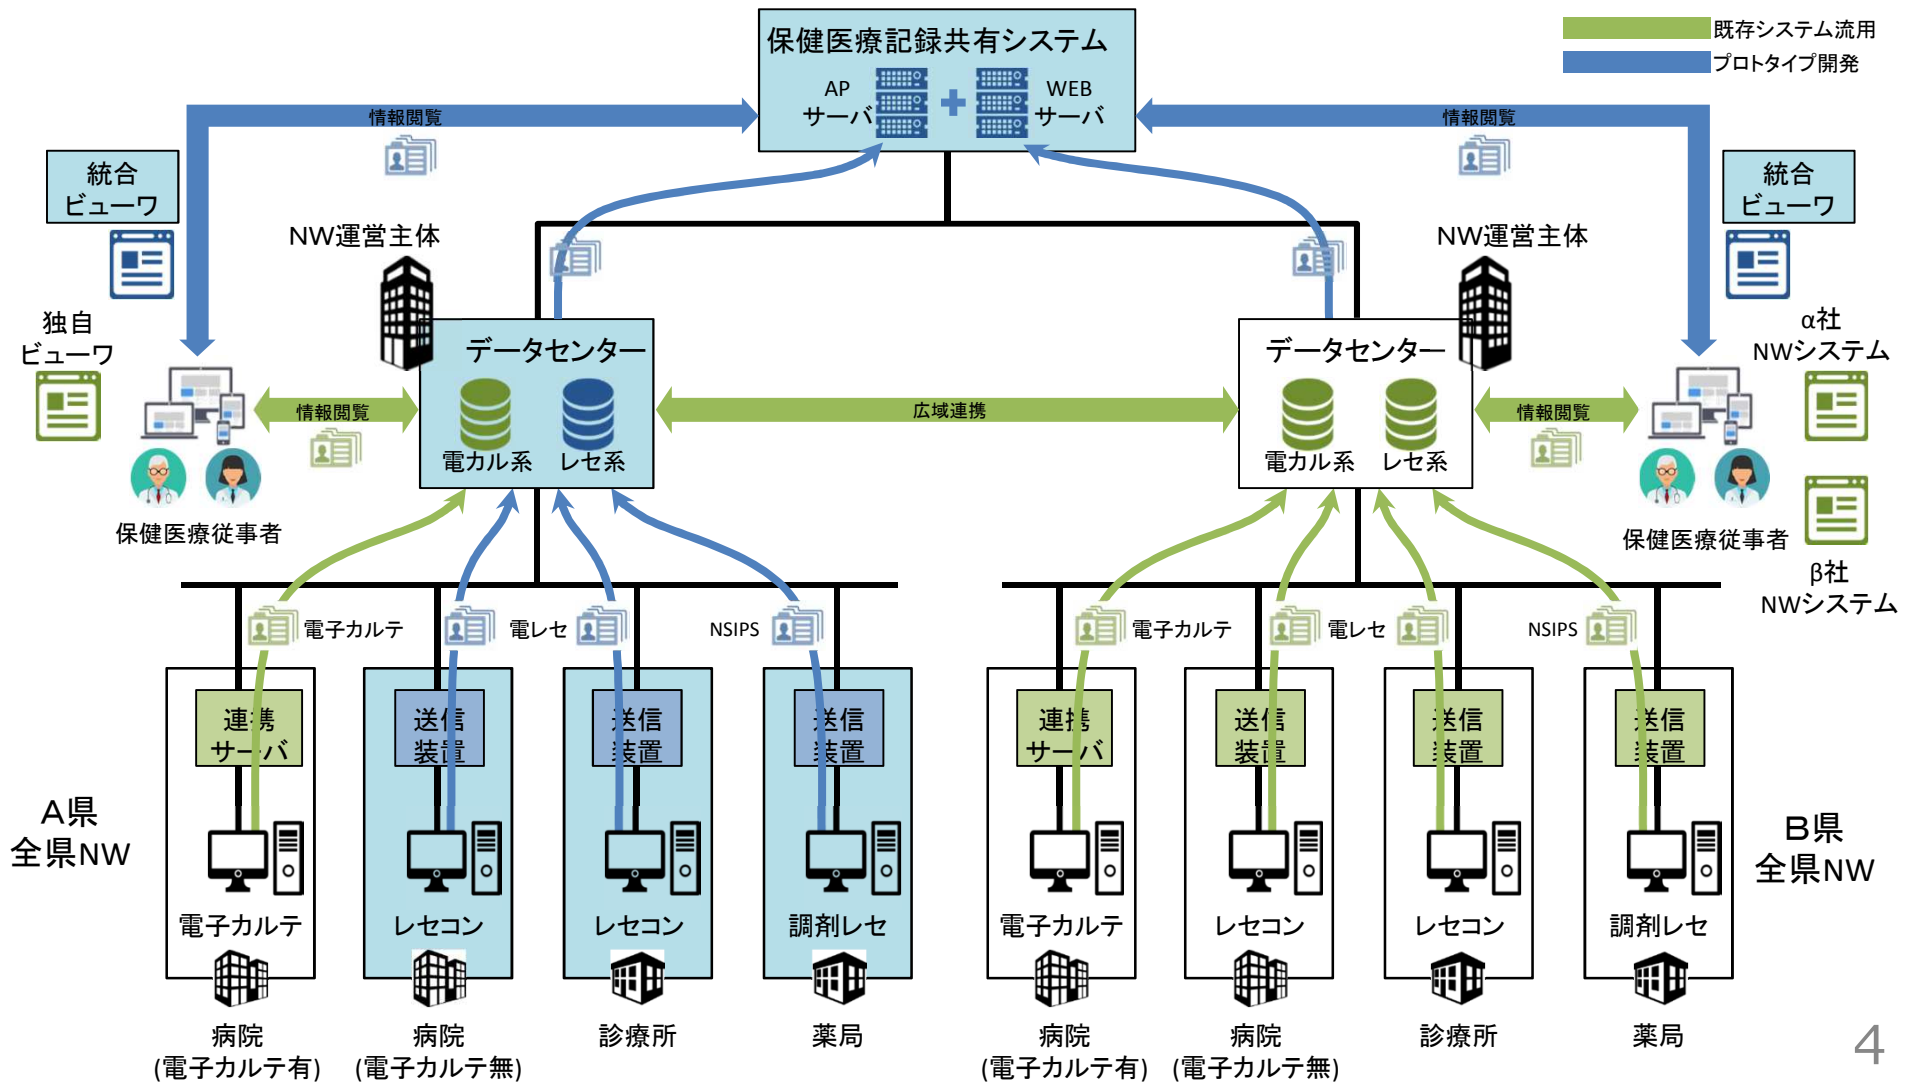 保健医療記録共有システム
AP
サーバ
WEB
サーバ
既存システム流用
プロトタイプ開発
情報閲覧
情報閲覧
統合
ビューワ
統合
ビューワ
NW運営主体
NW運営主体
独自
ビューワ
α社
NWシステム
データセンター
データセンター
情報閲覧
広域連携
情報閲覧
電カル系
レセ系
電カル系
レセ系
保健医療従事者
保健医療従事者
β社
NWシステム
電子カルテ
電レセ
NSIPS
電子カルテ
電レセ
NSIPS
連携
サーバ
送信
装置
送信
装置
送信
装置
連携
サーバ
送信
装置
送信
装置
送信
装置
A県
全県NW
B県
全県NW
電子カルテ
レセコン
レセコン
調剤レセ
電子カルテ
レセコン
レセコン
調剤レセ
病院
(電子カルテ有)
病院
(電子カルテ無)
診療所
薬局
病院
(電子カルテ有)
病院
(電子カルテ無)
診療所
薬局
4